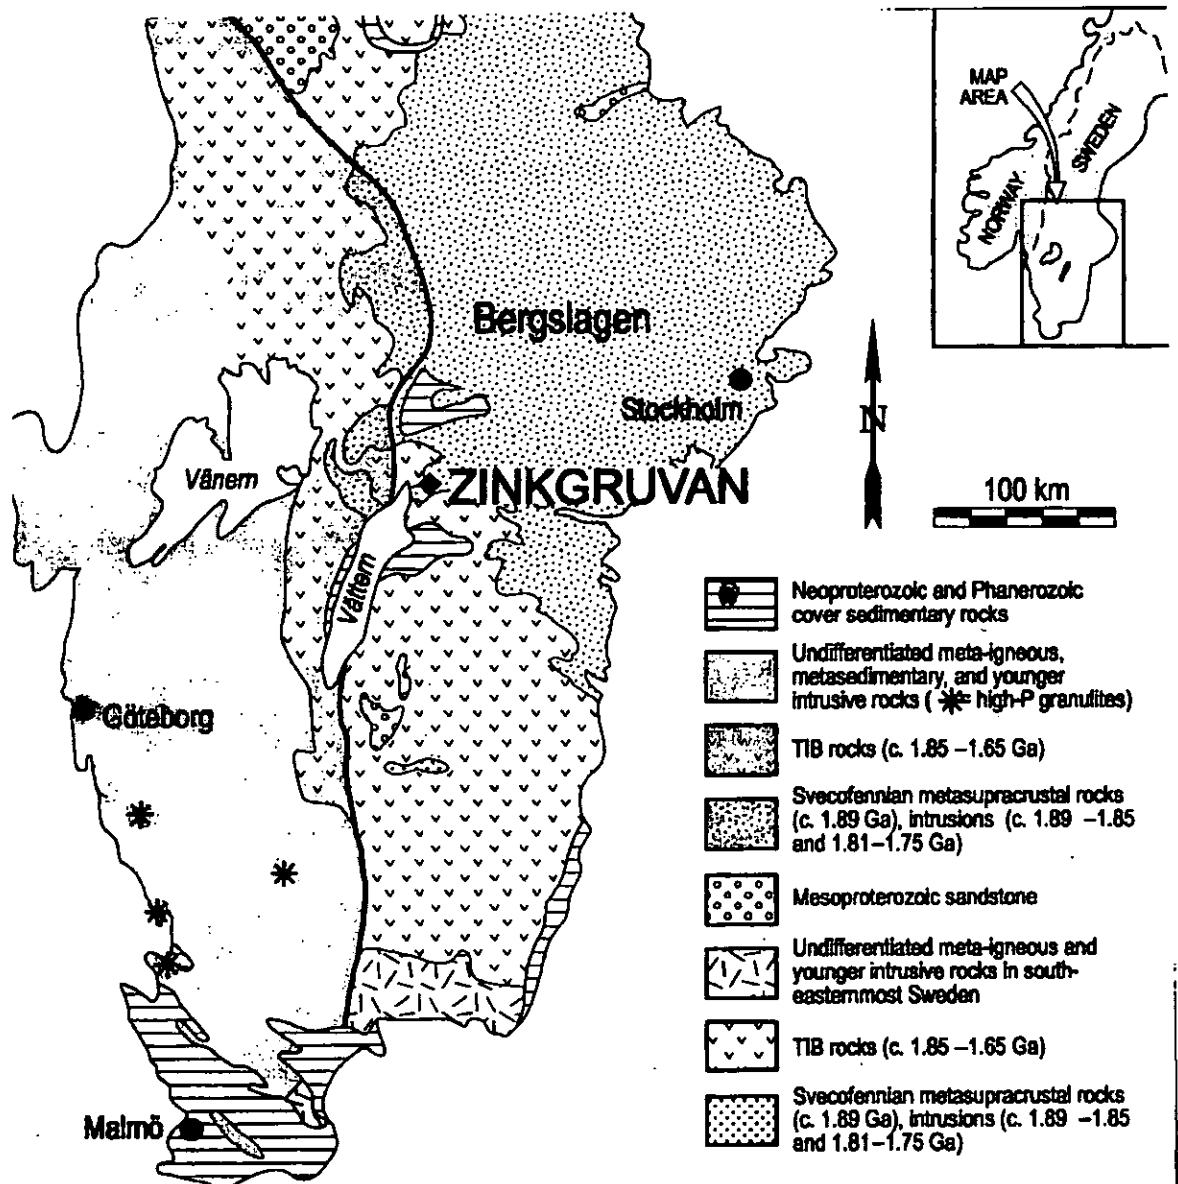 MAP
AREA
SWEDEN
NORWAY
Bergslagen
Stockholm
N
Vänern
ZINKGRUVAN
100 km
Vättern
Göteborg
Malmö
Neoproterozoic and Phanerozoic
cover sedimentary rocks
Undifferentiated meta-igneous,
metasedimentary, and younger
intrusive rocks ( ✳= high-P granulites)
TIB rocks (c. 1.85 –1.65 Ga)
Svecofennian metasupracrustal rocks
(c. 1.89 Ga), intrusions (c. 1.89 –1.85
and 1.81–1.75 Ga)
Mesoproterozoic sandstone
Undifferentiated meta-igneous and
younger intrusive rocks in south-
easternmost Sweden
TIB rocks (c. 1.85 –1.65 Ga)
Svecofennian metasupracrustal rocks
(c. 1.89 Ga), intrusions (c. 1.89 –1.85
and 1.81–1.75 Ga)